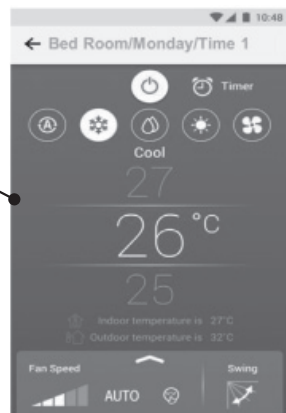 10:48
← Bed Room/Monday/Time 1
Timer
A
Cool
27
26°C
25
Indoor temperature is 27°C
Outdoor temperature is 32°C
Fan Speed
Swing
AUTO